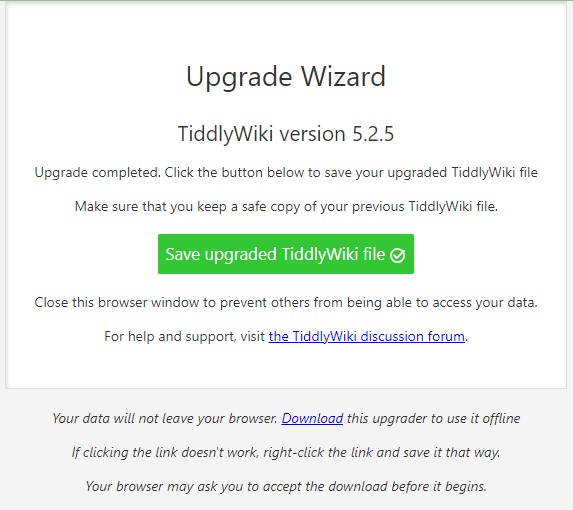 Upgrade Wizard
TiddlyWiki version 5.2.5
Upgrade completed. Click the button below to save your upgraded TiddlyWiki file
Make sure that you keep a safe copy of your previous TiddlyWiki file.
Save upgraded TiddlyWiki file
Close this browser window to prevent others from being able to access your data.
For help and support, visit the TiddlyWiki discussion forum.
Your data will not leave your browser. Download this upgrader to use it offline
If clicking the link doesn't work, right-click the link and save it that way.
Your browser may ask you to accept the download before it begins.